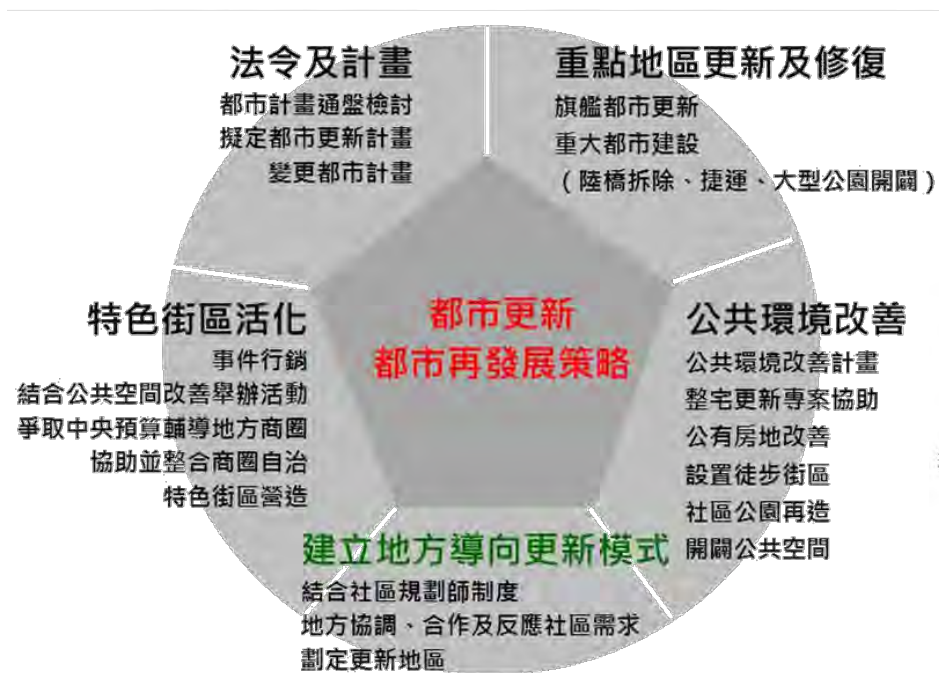 法令及計畫
都市計畫通盤檢討
擬定都市更新計畫
變更都市計畫
重點地區更新及修復
旗艦都市更新
重大都市建設
（陸橋拆除、捷運、大型公園開闢）
特色街區活化
事件行銷
結合公共空間改善舉辦活動
爭取中央預算輔導地方商圈
協助並整合商圈自治
特色街區營造
都市更新
都市再發展策略
公共環境改善
公共環境改善計畫
整宅更新專案協助
公有房地改善
設置徒步街區
社區公園再造
開闢公共空間
建立地方導向更新模式
結合社區規劃師制度
地方協調、合作及反應社區需求
劃定更新地區